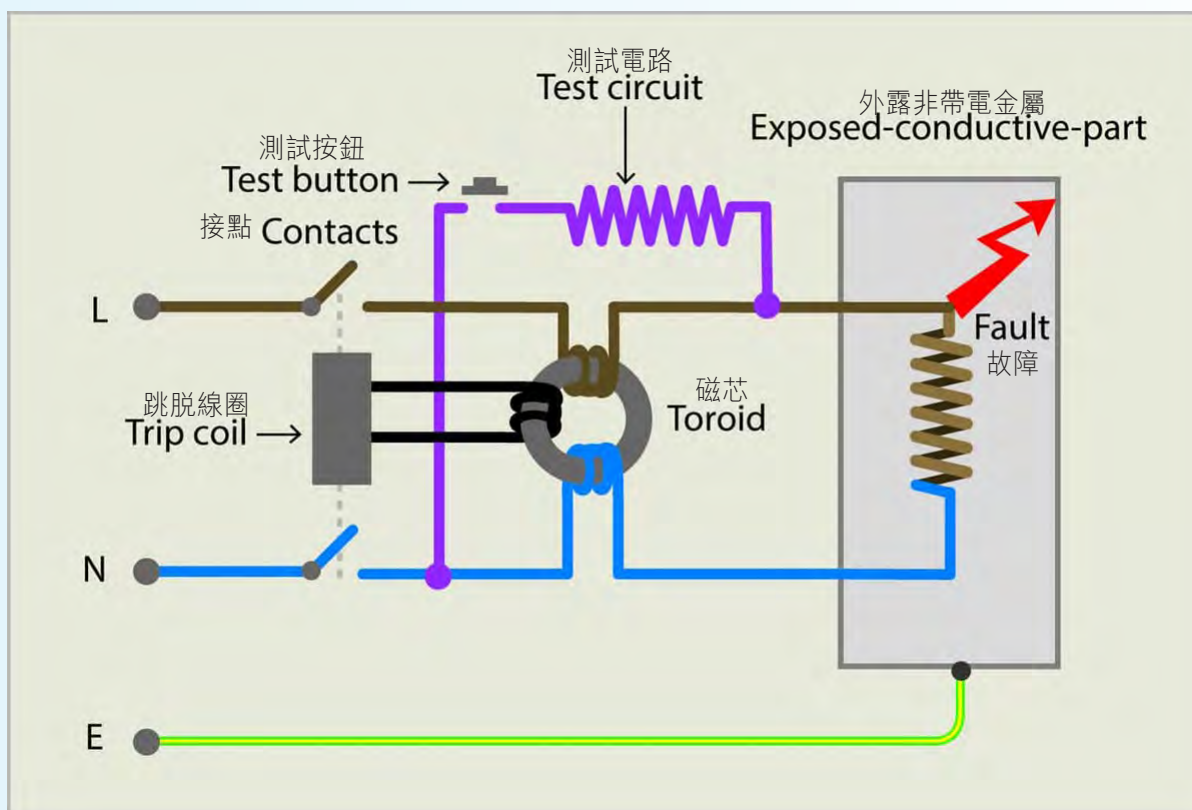 測試電路
Test circuit
外露非帶電金屬
Exposed-conductive-part
測試按鈕
Test button
接點 Contacts
L
Fault
故障
跳脱線圈
Trip coil
磁芯
Toroid
N
E